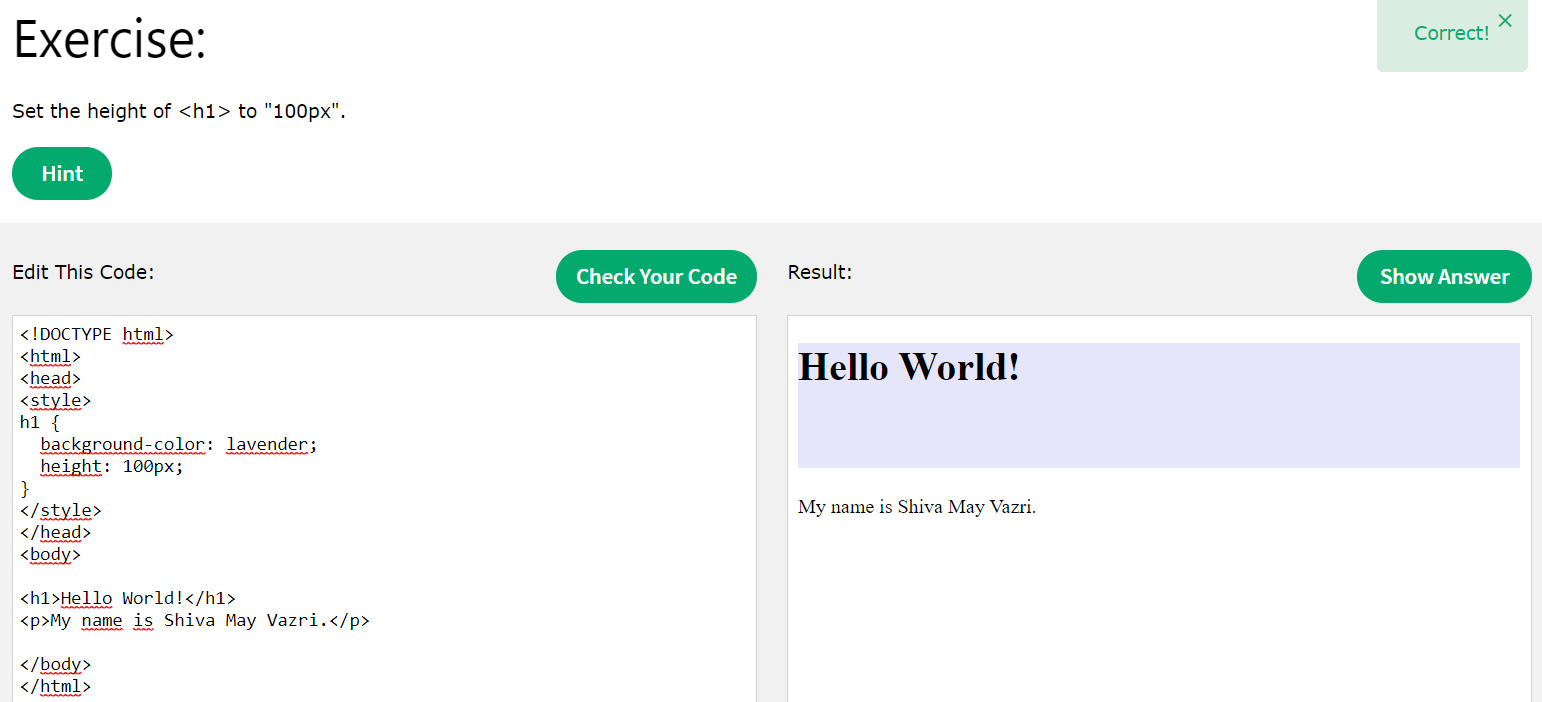 Exercise:
Correct!
×
Set the height of <h1> to "100px".
Hint
Edit This Code:
Check Your Code
<!DOCTYPE html>
<html>
<head>
<style>
h1 {
  background-color: lavender;
  height: 100px;
}
</style>
</head>
<body>
<h1>Hello World!</h1>
<p>My name is Shiva May Vazri.</p>
</body>
</html>
Result:
Show Answer
Hello World!
My name is Shiva May Vazri.